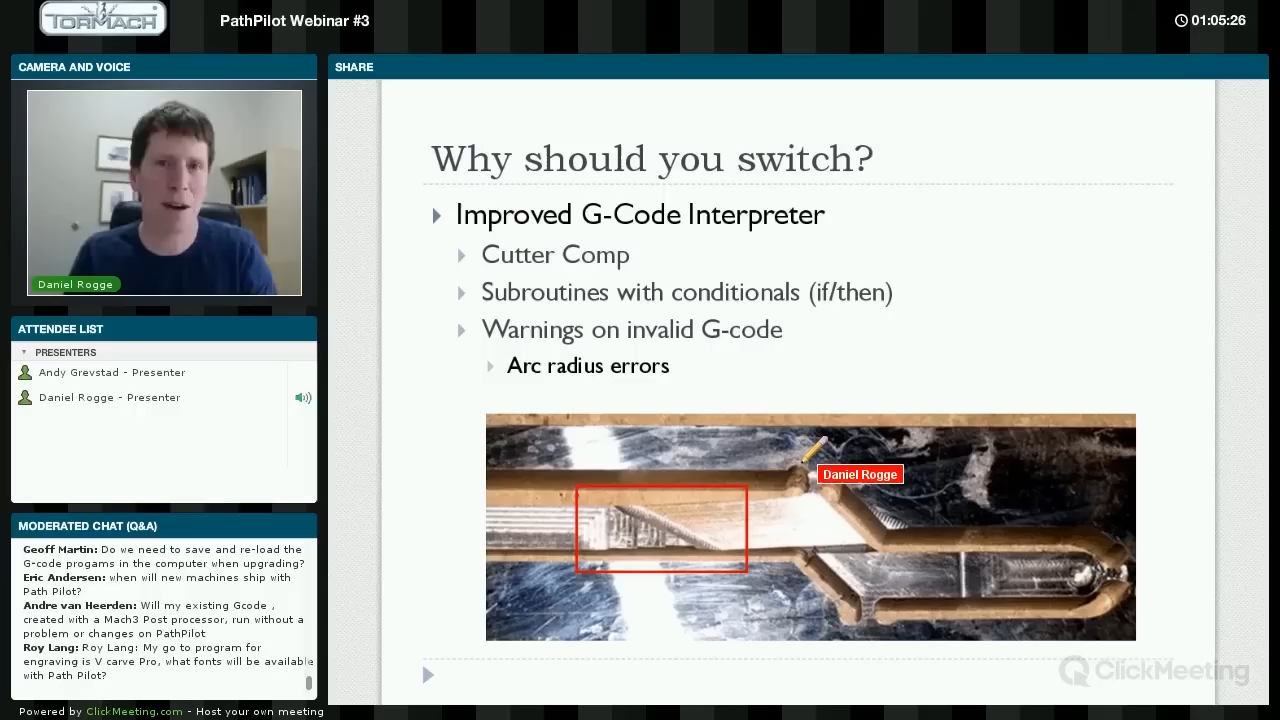 TORMACH
PathPilot Webinar #3
01:05:26
CAMERA AND VOICE
Daniel Rogge
ATTENDEE LIST
PRESENTERS
Andy Grevstad - Presenter
Daniel Rogge - Presenter
MODERATED CHAT (Q&A)
Geoff Martin: Do we need to save and re-load the
G-code progams in the computer when upgrading?
Eric Andersen: when will new machines ship with
Path Pilot?
Andre van Heerden: Will my existing Gcode ,
created with a Mach3 Post processor, run without a
problem or changes on PathPilot
Roy Lang: Roy Lang: My go to program for
engraving is V carve Pro, what fonts will be available
with Path Pilot?
Powered by ClickMeeting.com - Host your own meeting
SHARE
Why should you switch?
Improved G-Code Interpreter
Cutter Comp
Subroutines with conditionals (if/then)
Warnings on invalid G-code
Arc radius errors
Daniel Rogge
ClickMeeting